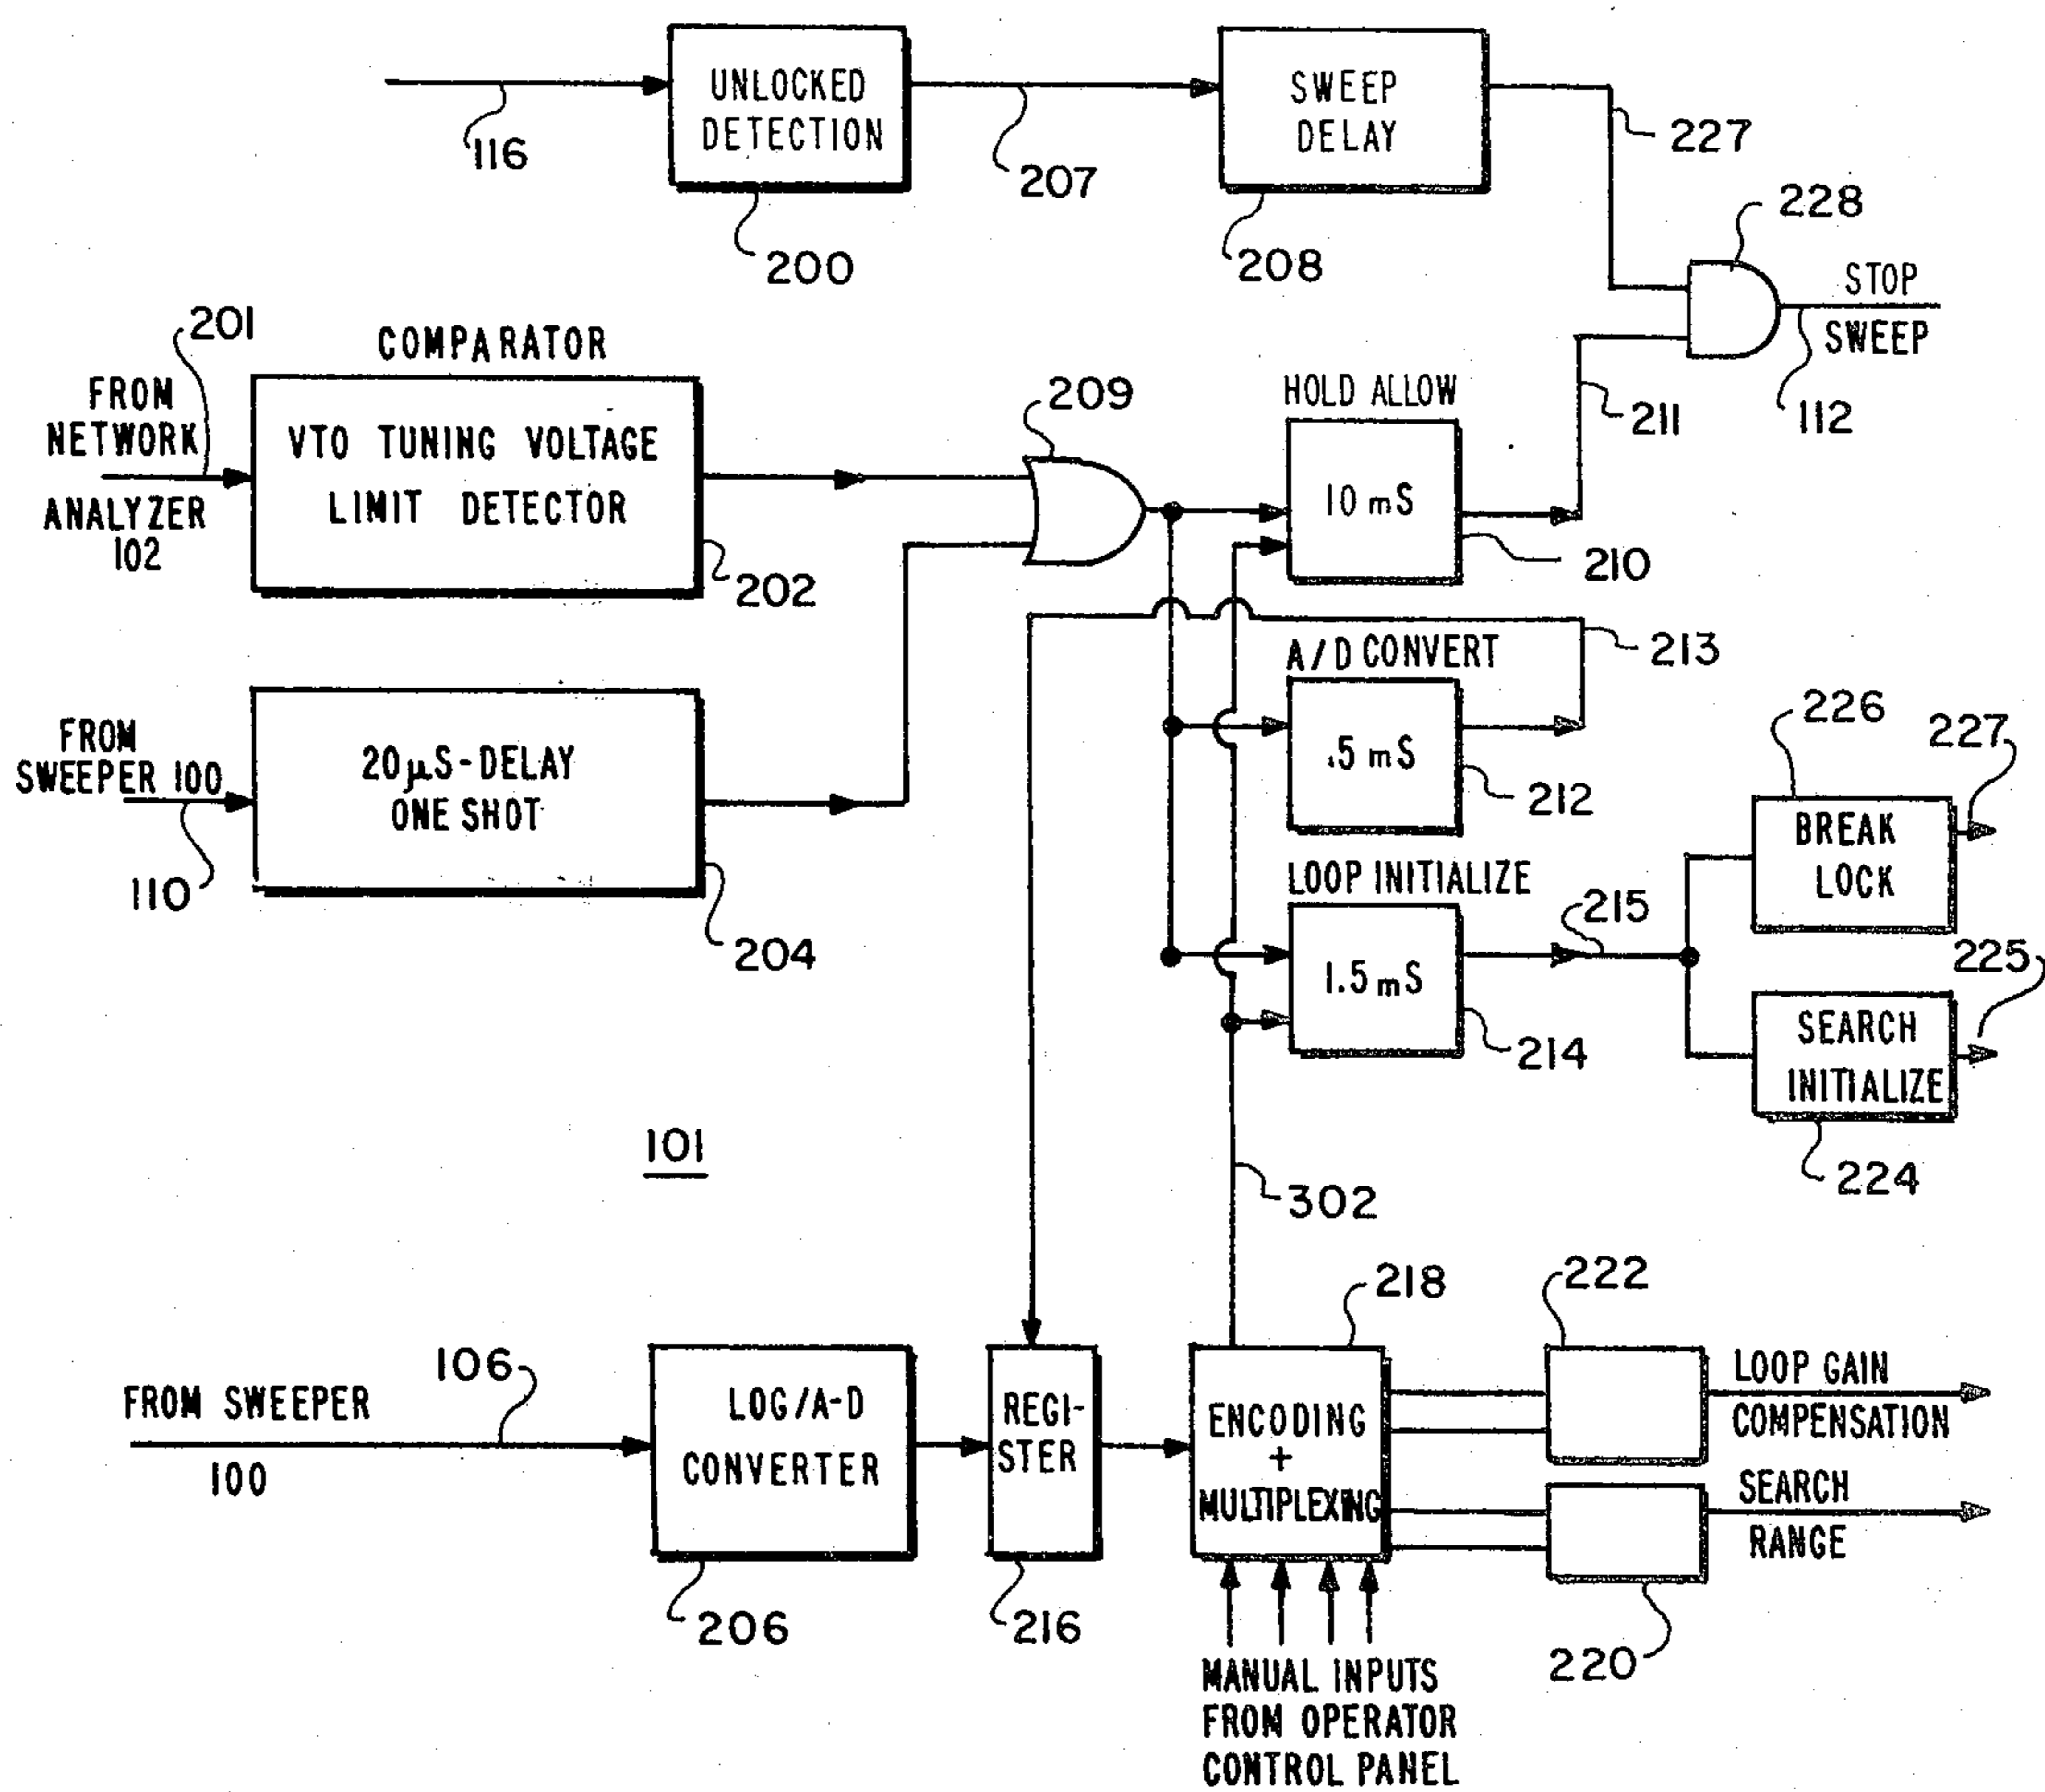 UNLOCKED
DETECTION
SWEEP
DELAY
116
207
227
200
208
228
STOP
SWEEP
112
201
COMPARATOR
FROM
NETWORK
ANALYZER
102
VTO TUNING VOLTAGE
LIMIT DETECTOR
202
209
HOLD ALLOW
10 mS
211
210
A/D CONVERT
213
.5 mS
212
FROM
SWEEPER 100
20µS-DELAY
ONE SHOT
110
204
LOOP INITIALIZE
1.5 mS
214
215
226
227
BREAK
LOCK
225
SEARCH
INITIALIZE
224
101
302
218
222
106
FROM SWEEPER
100
LOG/A-D
CONVERTER
206
REGI-
STER
216
ENCODING
+
MULTIPLEXING
LOOP GAIN
COMPENSATION
SEARCH
RANGE
220
MANUAL INPUTS
FROM OPERATOR
CONTROL PANEL